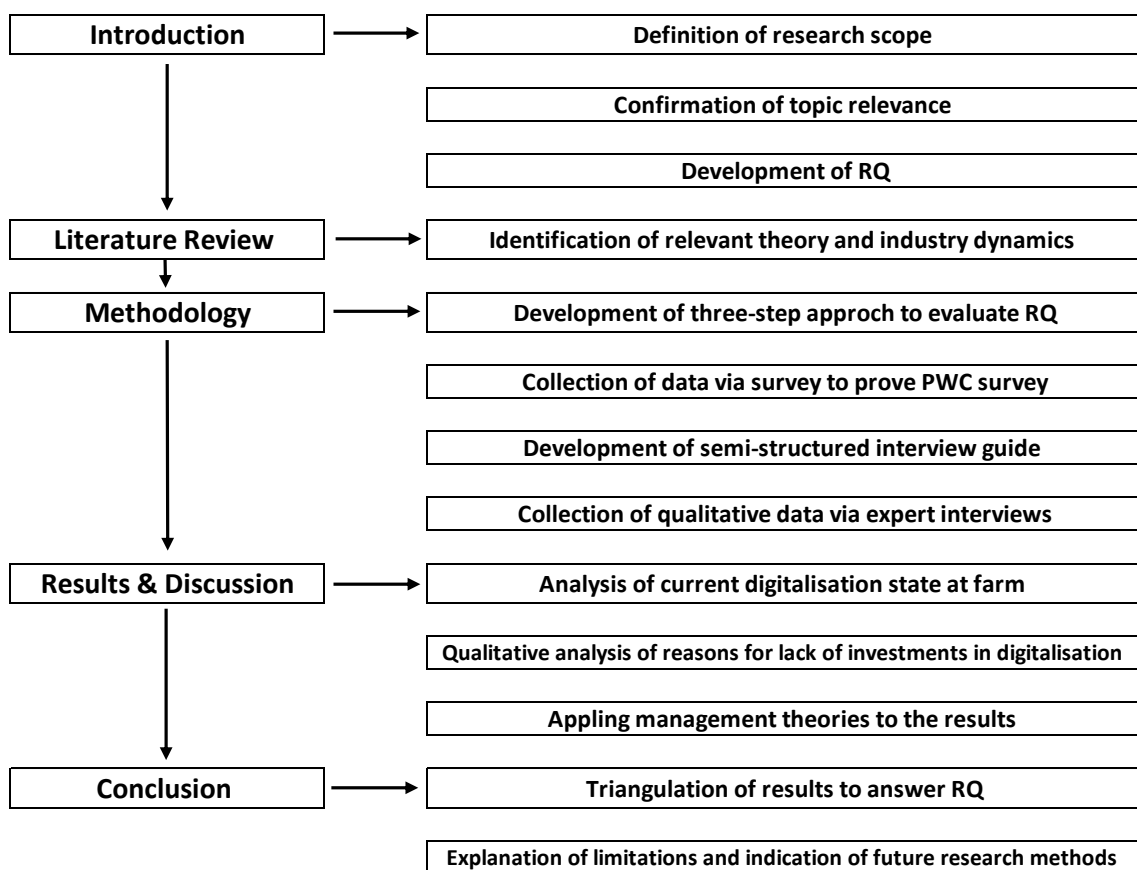 Introduction
Definition of research scope
Confirmation of topic relevance
Development of RQ
Literature Review
Identification of relevant theory and industry dynamics
Methodology
Development of three-step approch to evaluate RQ
Collection of data via survey to prove PWC survey
Development of semi-structured interview guide
Collection of qualitative data via expert interviews
Results & Discussion
Analysis of current digitalisation state at farm
Qualitative analysis of reasons for lack of investments in digitalisation
Appling management theories to the results
Conclusion
Triangulation of results to answer RQ
Explanation of limitations and indication of future research methods